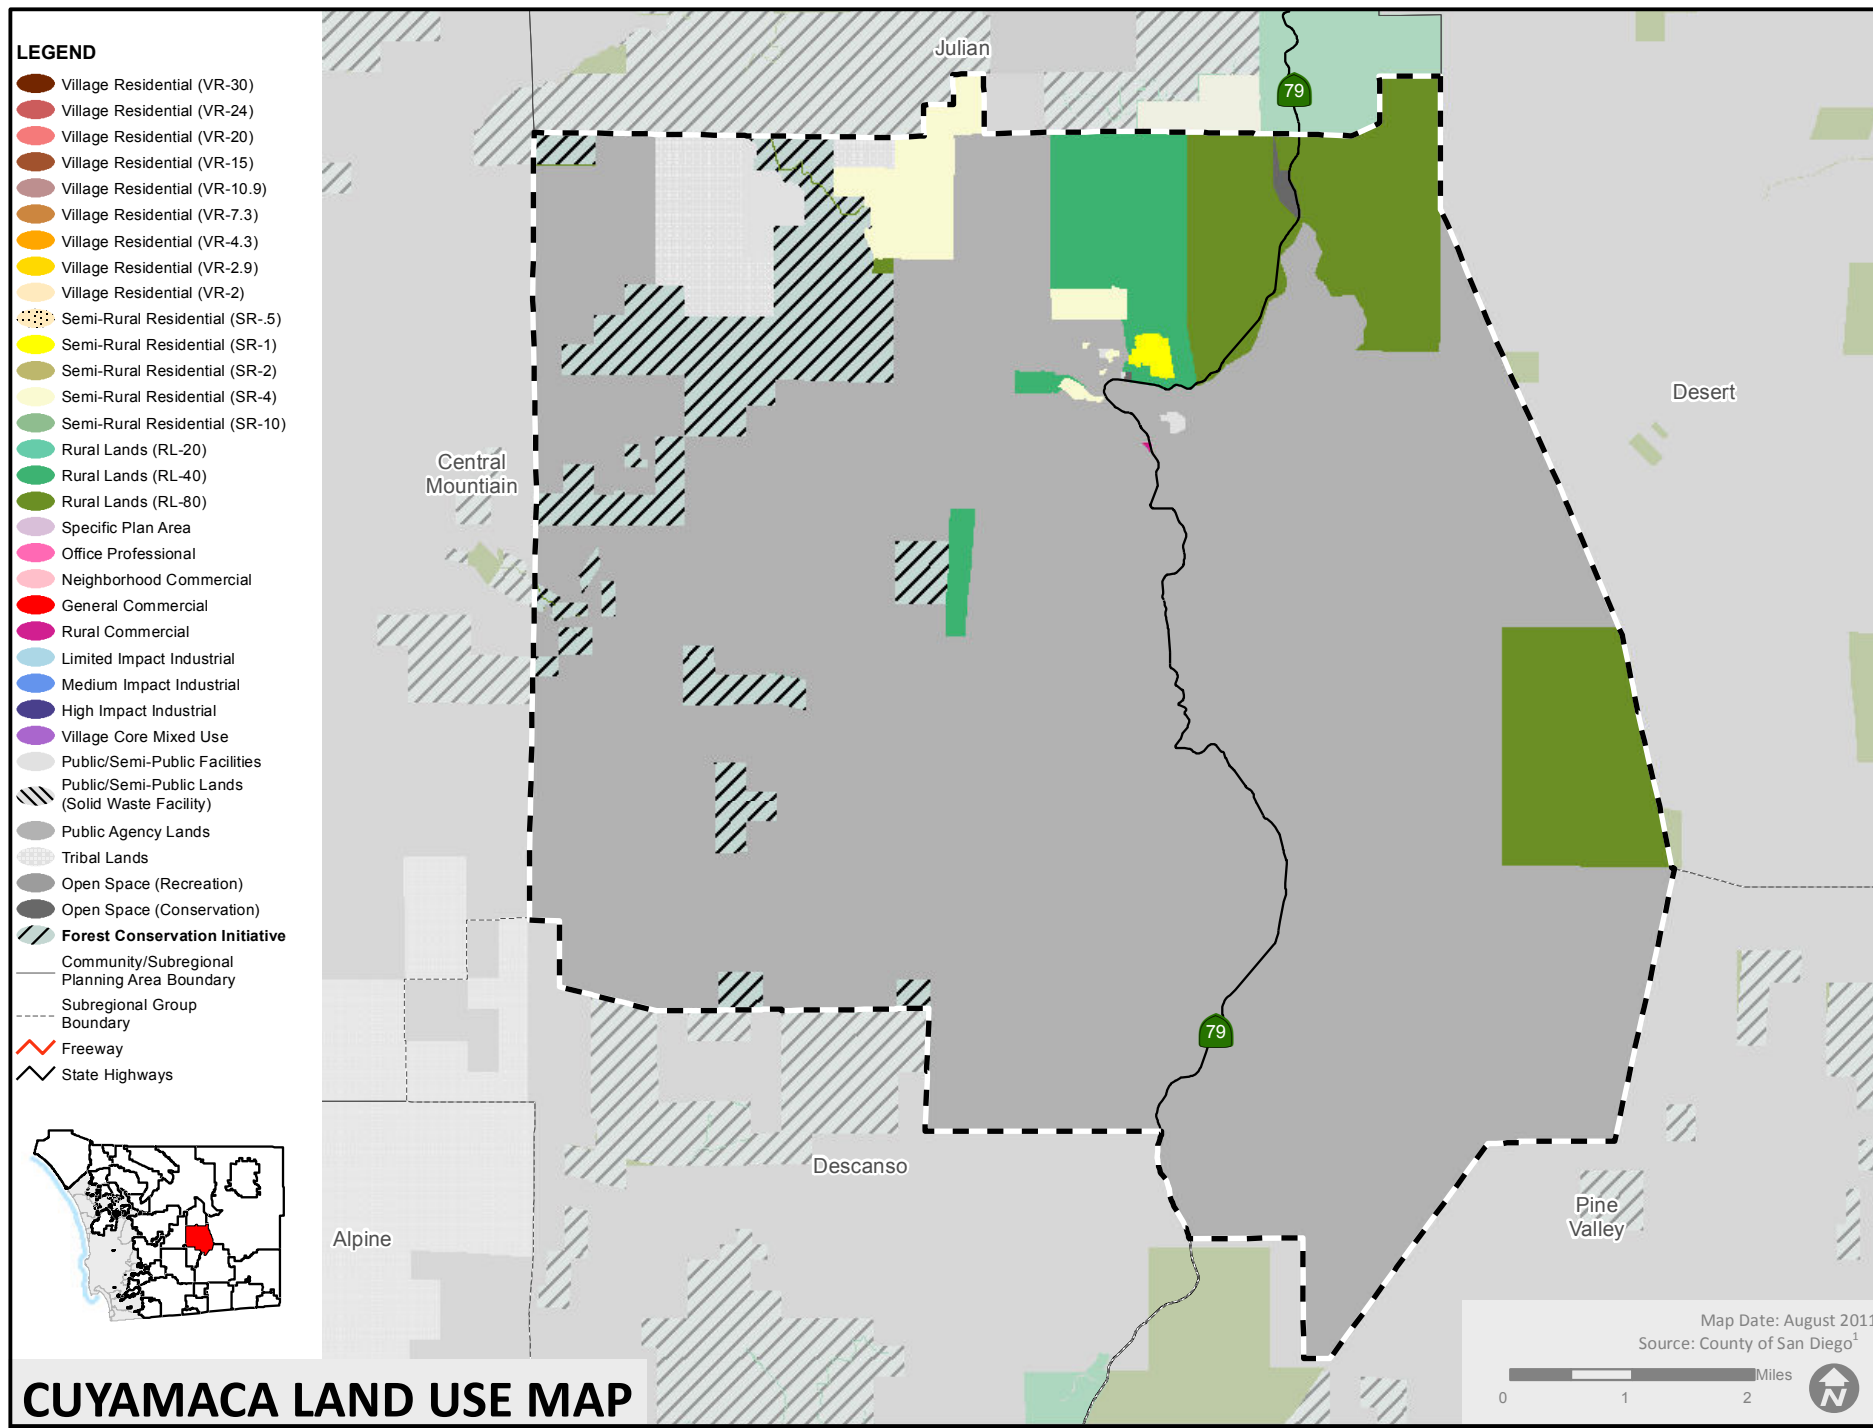 LEGEND
Village Residential (VR-30)
Village Residential (VR-24)
Village Residential (VR-20)
Village Residential (VR-15)
Village Residential (VR-10.9)
Village Residential (VR-7.3)
Village Residential (VR-4.3)
Village Residential (VR-2.9)
Village Residential (VR-2)
Semi-Rural Residential (SR-.5)
Semi-Rural Residential (SR-1)
Semi-Rural Residential (SR-2)
Semi-Rural Residential (SR-4)
Semi-Rural Residential (SR-10)
Rural Lands (RL-20)
Rural Lands (RL-40)
Rural Lands (RL-80)
Specific Plan Area
Office Professional
Neighborhood Commercial
General Commercial
Rural Commercial
Limited Impact Industrial
Medium Impact Industrial
High Impact Industrial
Village Core Mixed Use
Public/Semi-Public Facilities
Public/Semi-Public Lands
(Solid Waste Facility)
Public Agency Lands
Tribal Lands
Open Space (Recreation)
Open Space (Conservation)
Forest Conservation Initiative
Community/Subregional
Planning Area Boundary
Subregional Group
Boundary
Freeway
State Highways
Julian
79
Desert
Central
Mountain
79
Descanso
Pine
Valley
Alpine
Map Date: August 2011
Source: County of San Diego1
Miles
0 1 2
N
CUYAMACA LAND USE MAP